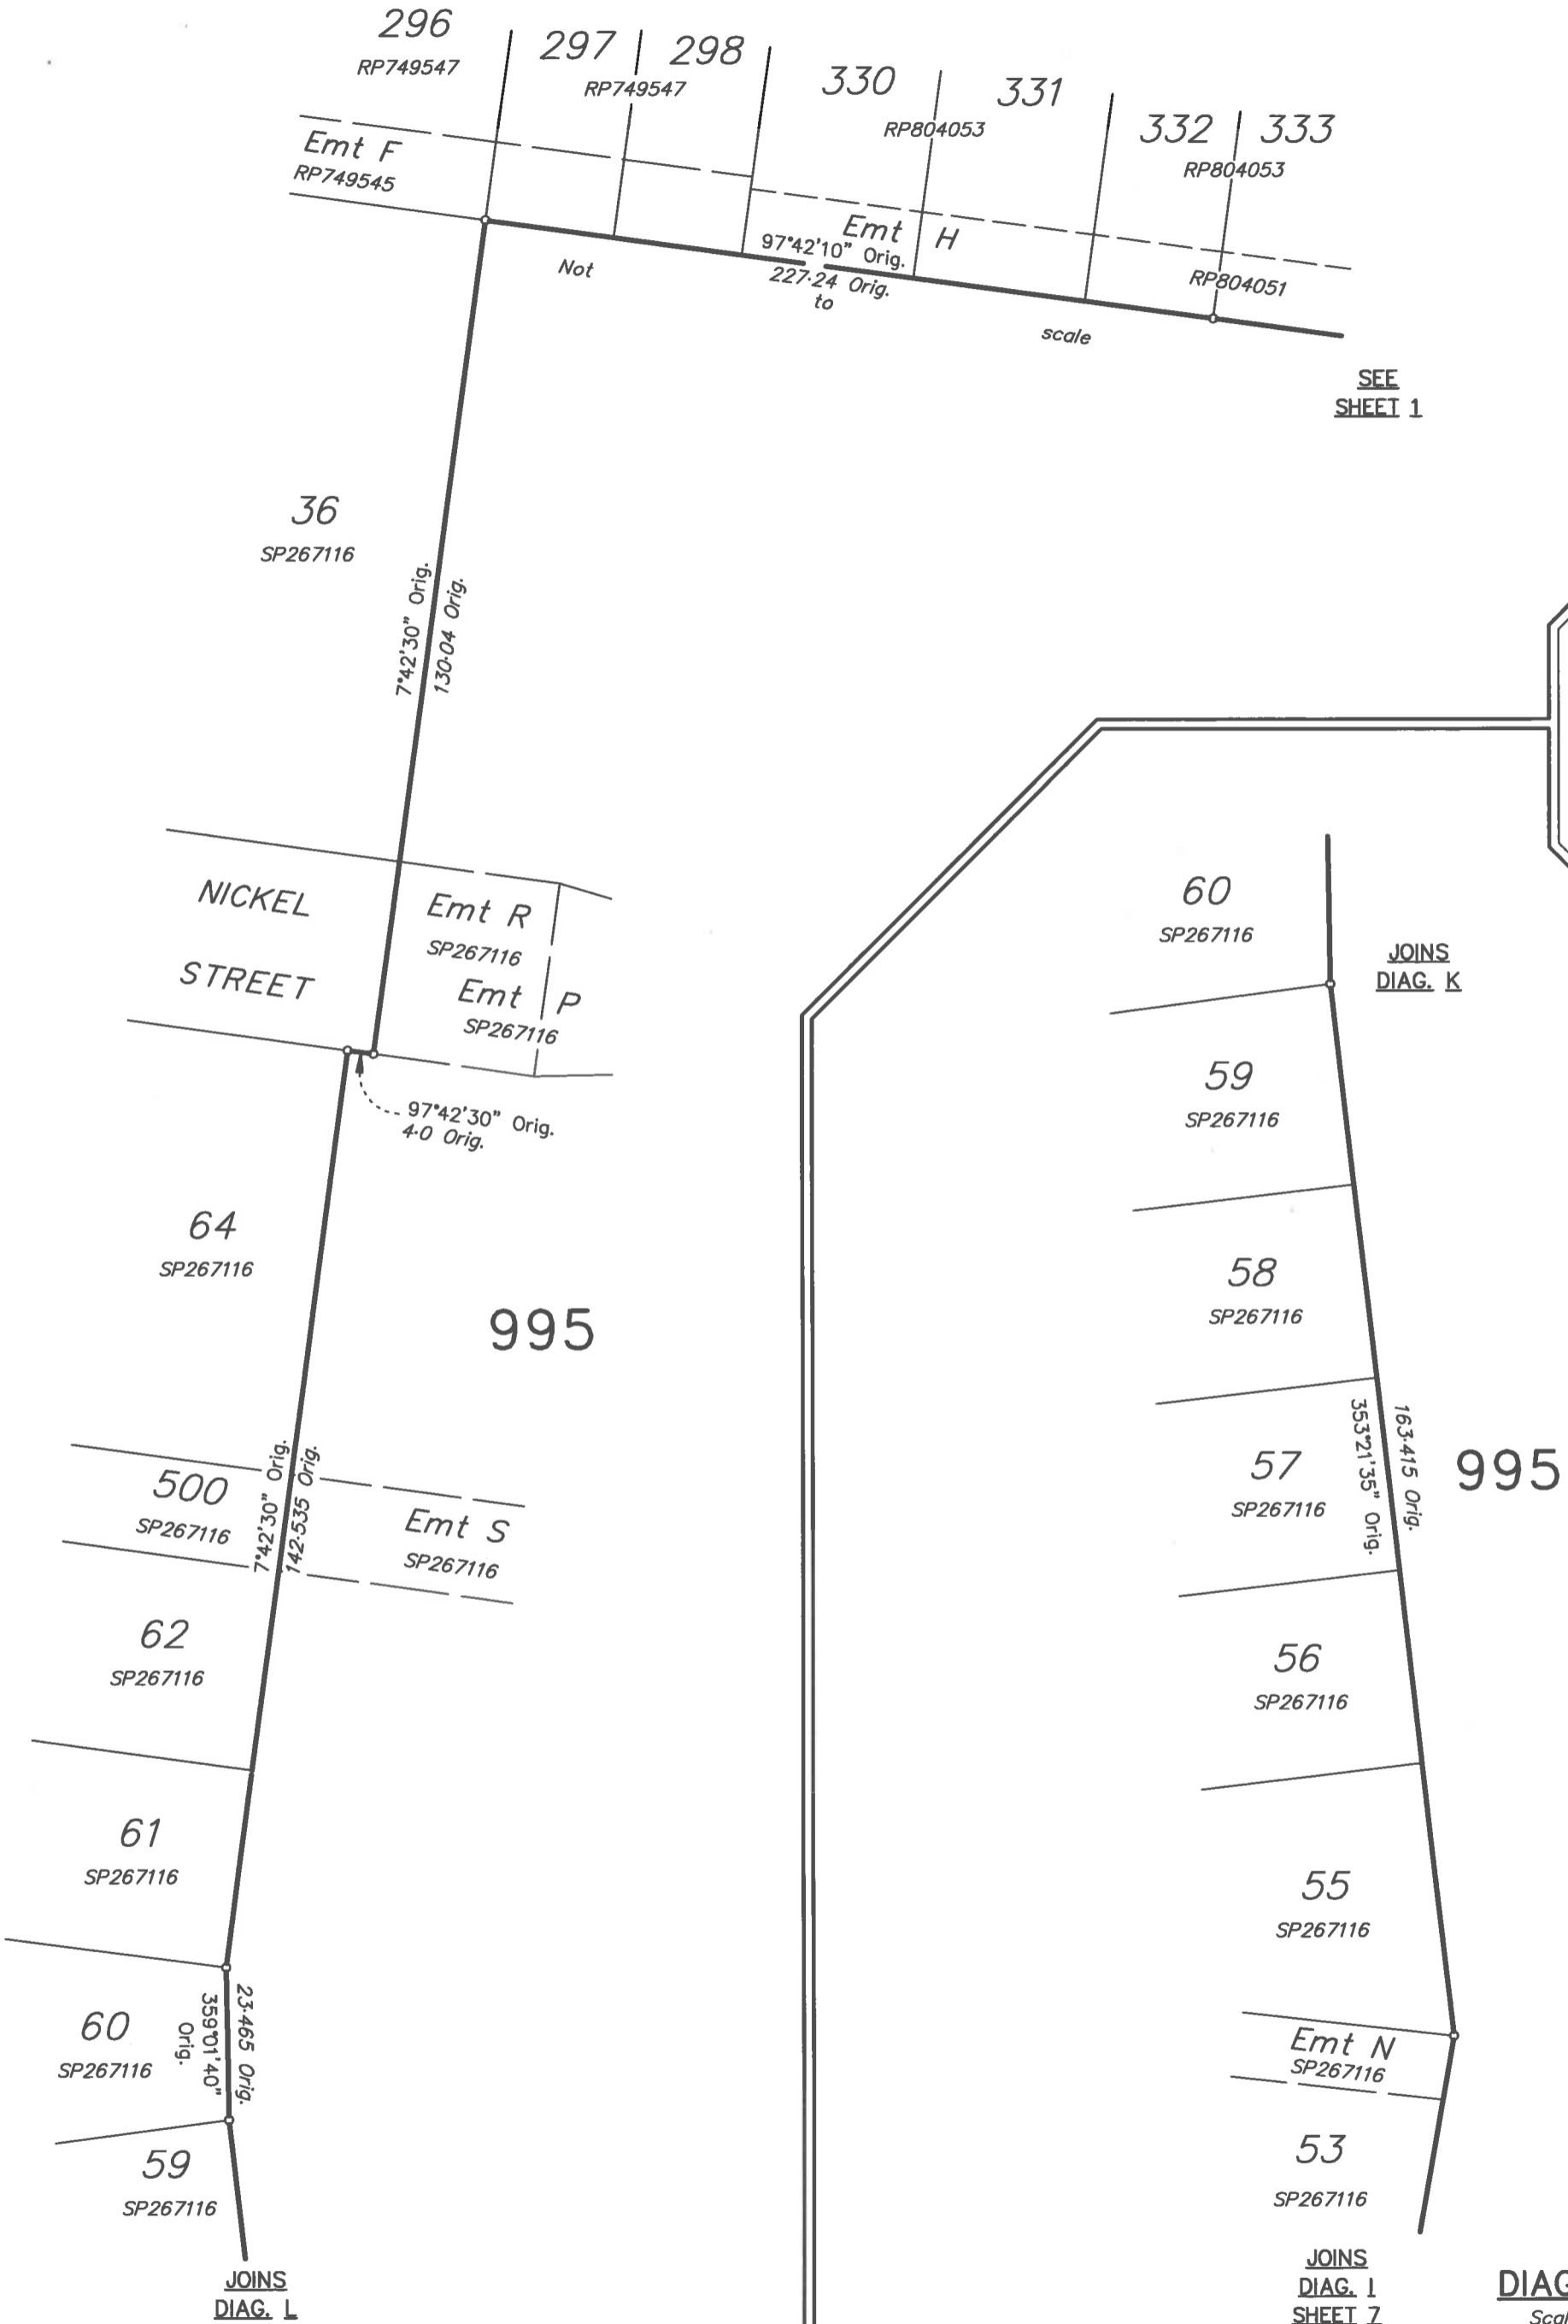 296
RP749547
297
298
RP749547
330
331
RP804053
332
333
RP804053
Emt F
RP749545
Emt H
97°42'10" Orig.
227·24 Orig.
Not
to
scale
RP804051
SEE
SHEET 1
36
SP267116
7°42'30" Orig.
130·04 Orig.
NICKEL
STREET
Emt R
SP267116
Emt P
SP267116
97°42'30" Orig.
4·0 Orig.
64
SP267116
995
500
SP267116
7°42'30" Orig.
142·535 Orig.
Emt S
SP267116
62
SP267116
61
SP267116
60
SP267116
23·465 Orig.
359°01'40"
Orig.
59
SP267116
JOINS
DIAG. L
60
SP267116
JOINS
DIAG. K
59
SP267116
58
SP267116
57
SP267116
163·415 Orig.
353°21'35" Orig.
995
56
SP267116
55
SP267116
Emt N
SP267116
53
SP267116
JOINS
DIAG. I
SHEET 7
DIAG